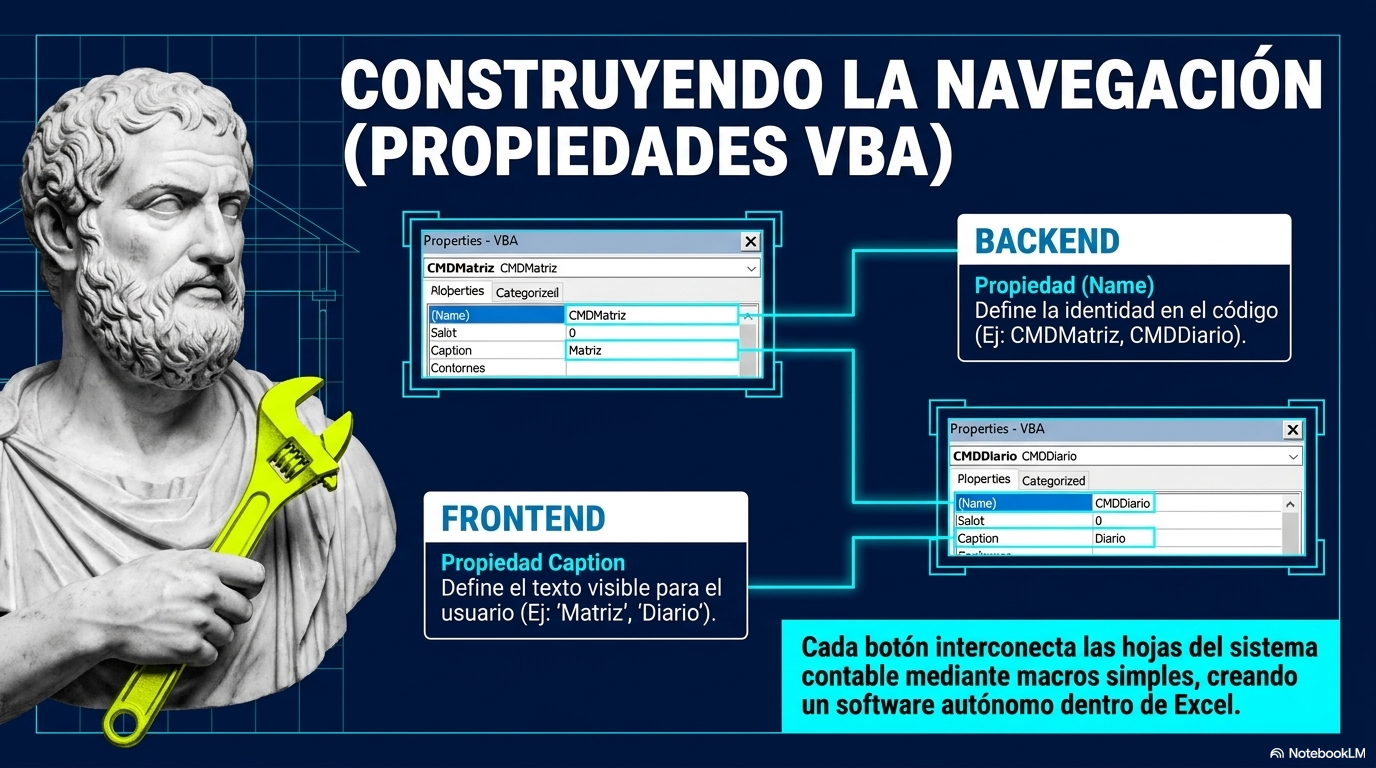 CONSTRUYENDO LA NAVEGACIÓN
(PROPIEDADES VBA)
Properties - VBA
CMDMatriz CMDMatriz
Categorized
(Name) CMDMatriz
Salot 0
Caption Matriz
Contornes
BACKEND
Propiedad (Name)
Define la identidad en el código
(Ej: CMDMatriz, CMDDiario).
Properties - VBA
CMDDIario CMODiario
Ploperties Categorized
(Name) CMDDiario
Salot 0
Caption Diario
FRONTEND
Propiedad Caption
Define el texto visible para el
usuario (Ej: ‘Matriz’, ‘Diario’).
Cada botón interconecta las hojas del sistema
contable mediante macros simples, creando
un software autónomo dentro de Excel.
NotebookLM